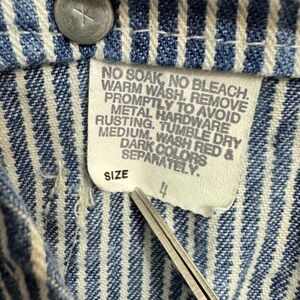 NO SOAK, NO BLEACH.
WARM WASH. REMOVE
PROMPTLY TO AVOID
METAL HARDWARE
RUSTING. TUMBLE DRY
MEDIUM. WASH RED &
DARK COLORS
SEPARATELY.
SIZE
4